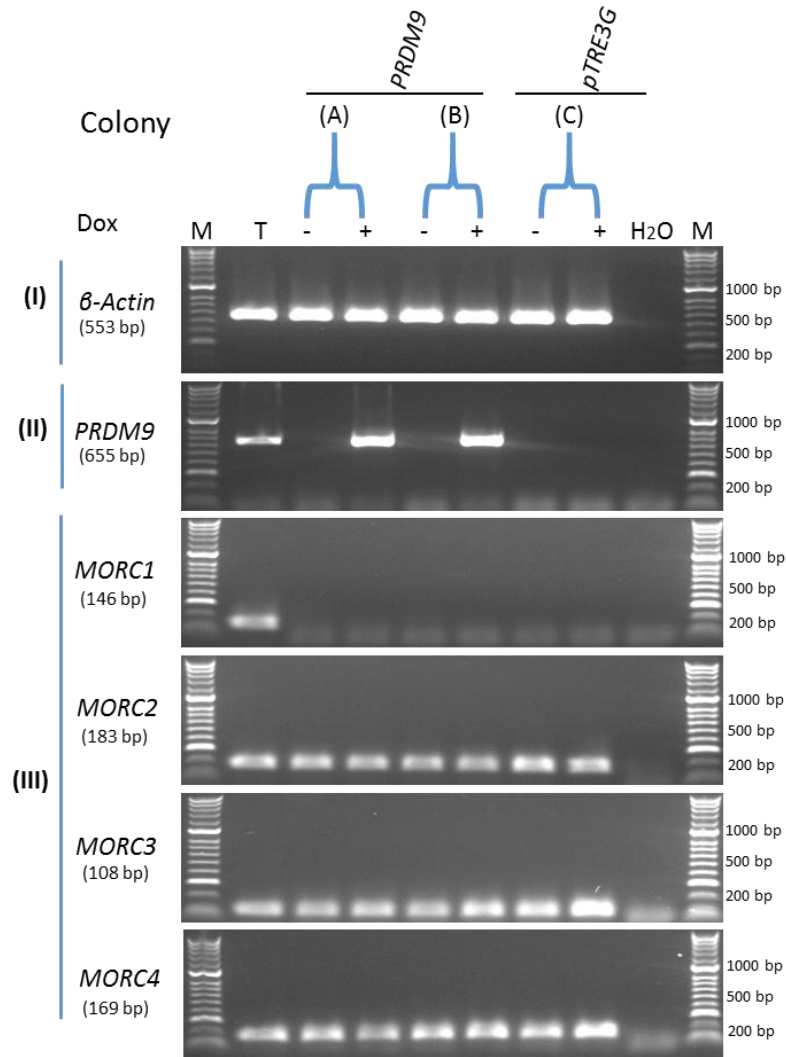 PRDM9
pTRE3G
Colony
(A)
(B)
(C)
Dox
M T - + - + - + H2O M
(I)
β-Actin
(553 bp)
1000 bp
500 bp
200 bp
(II)
PRDM9
(655 bp)
1000 bp
500 bp
200 bp
(III)
MORC1
(146 bp)
1000 bp
500 bp
200 bp
MORC2
(183 bp)
1000 bp
500 bp
200 bp
MORC3
(108 bp)
1000 bp
500 bp
200 bp
MORC4
(169 bp)
1000 bp
500 bp
200 bp